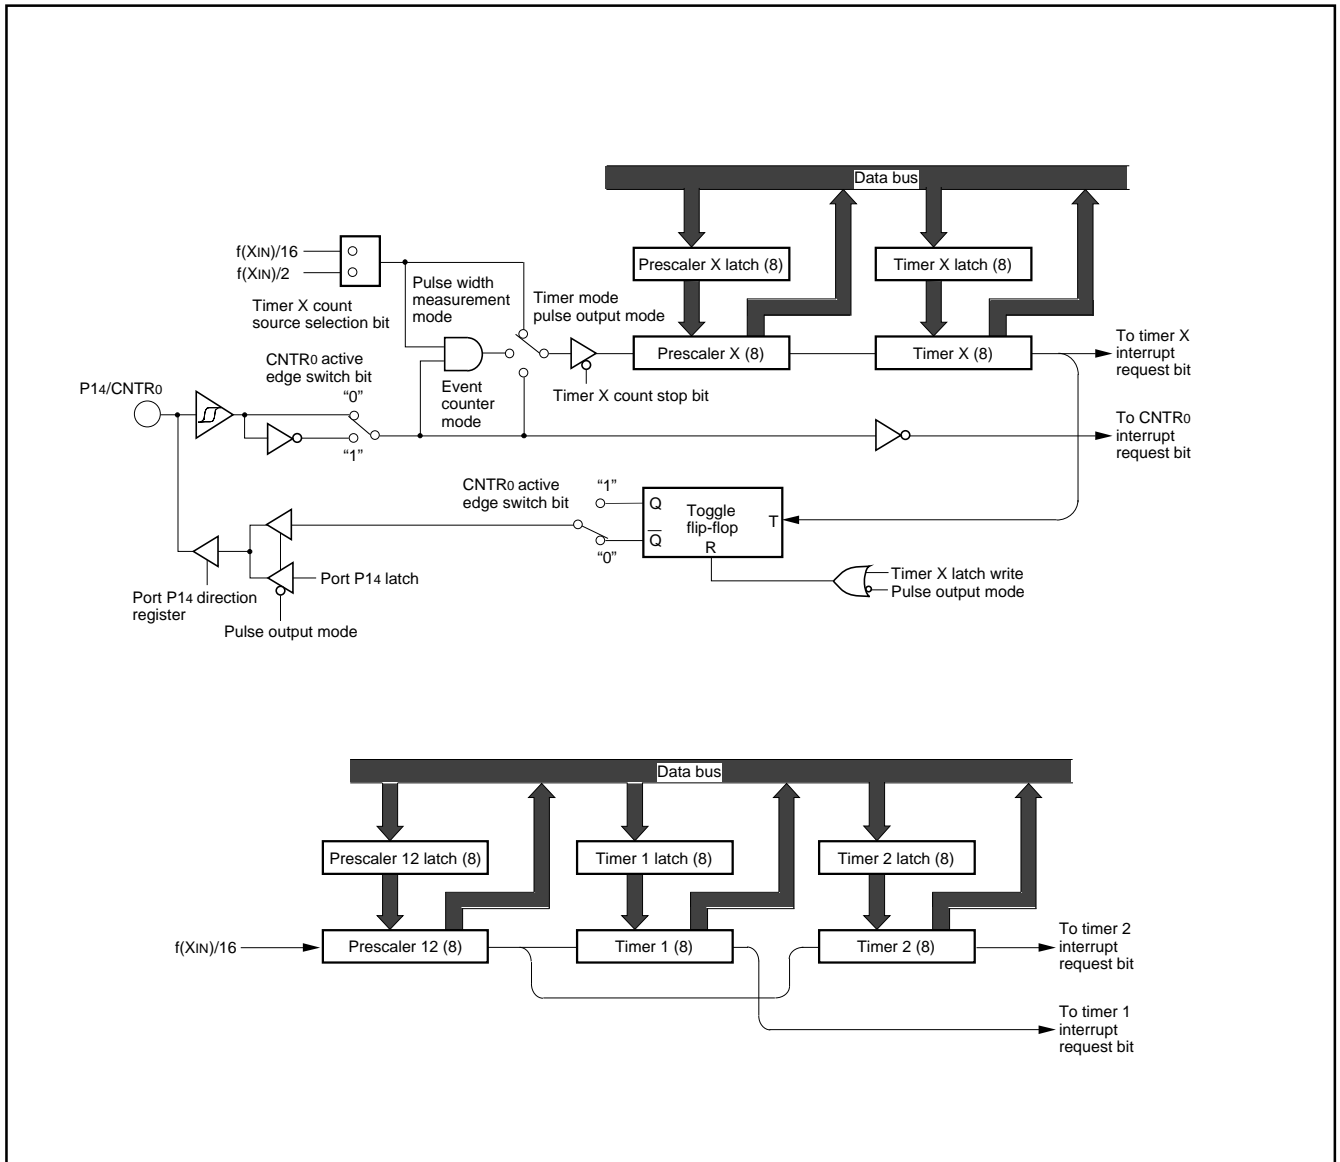 Data bus
Prescaler X latch (8)
Timer X latch (8)
f(XIN)/16
f(XIN)/2
Timer X count
source selection bit
Pulse width
measurement
mode
Timer mode
pulse output mode
Prescaler X (8)
Timer X (8)
To timer X
interrupt
request bit
CNTR0 active
edge switch bit
"0"
P14/CNTR0
Event
counter
mode
Timer X count stop bit
"1"
To CNTR0
interrupt
request bit
CNTR0 active
edge switch bit
"1"
Q
Toggle
flip-flop
T
Q
R
"0"
Timer X latch write
Pulse output mode
Port P14 latch
Port P14 direction
register
Pulse output mode
Data bus
Prescaler 12 latch (8)
Timer 1 latch (8)
Timer 2 latch (8)
f(XIN)/16
Prescaler 12 (8)
Timer 1 (8)
Timer 2 (8)
To timer 2
interrupt
request bit
To timer 1
interrupt
request bit